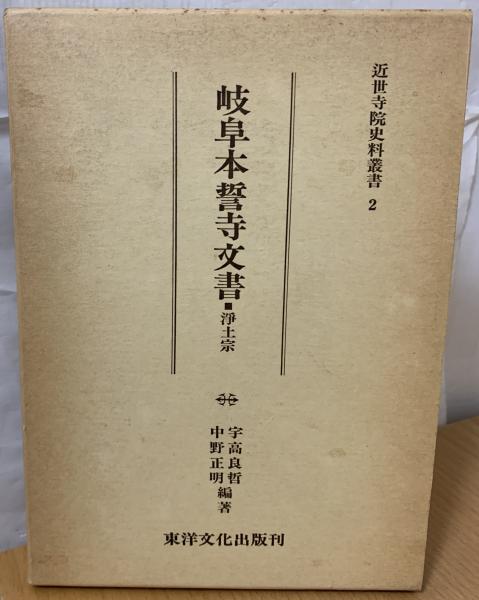 近世寺院史料叢書 2
岐阜本誓寺文書■浄土宗
宇高良哲
中野正明
編著
東洋文化出版刊